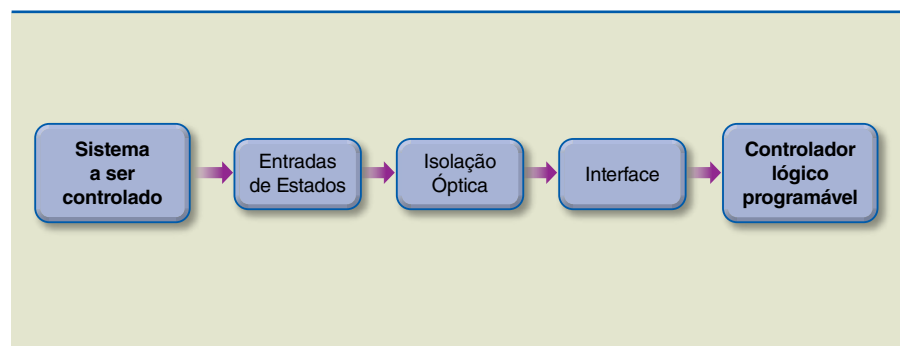 Sistema
a ser
controlado
Entradas
de Estados
Isolação
Óptica
Interface
Controlador
lógico
programável